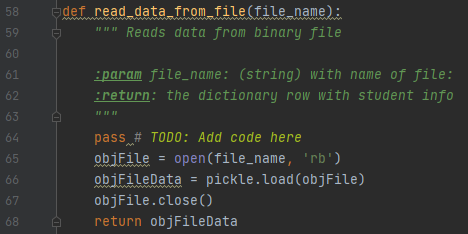 58 def read_data_from_file(file_name):
59 """ Reads data from binary file
60
61 :param file_name: (string) with name of file:
62 :return: the dictionary row with student info
63 """
64 pass # TODO: Add code here
65 objFile = open(file_name, 'rb')
66 objFileData = pickle.load(objFile)
67 objFile.close()
68 return objFileData